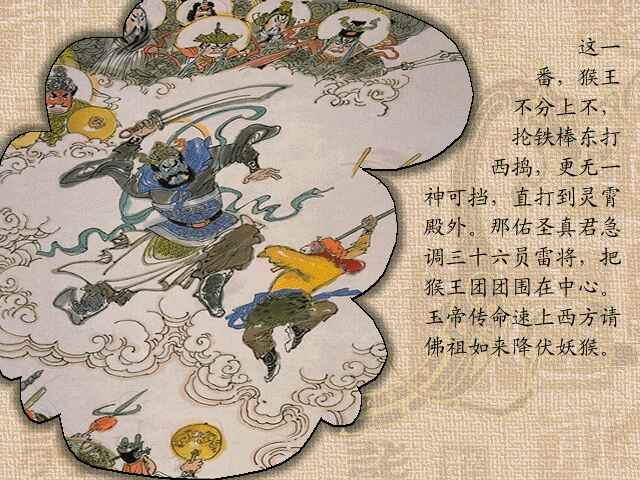 这一
番，猴王
不分上不，
抡铁棒东打
西捣，更无一
神可挡，直打到灵霄
殿外。那佑圣真君急
调三十六员雷将，把
猴王团团围在中心。
玉帝传命速上西方请
佛祖如来降伏妖猴。